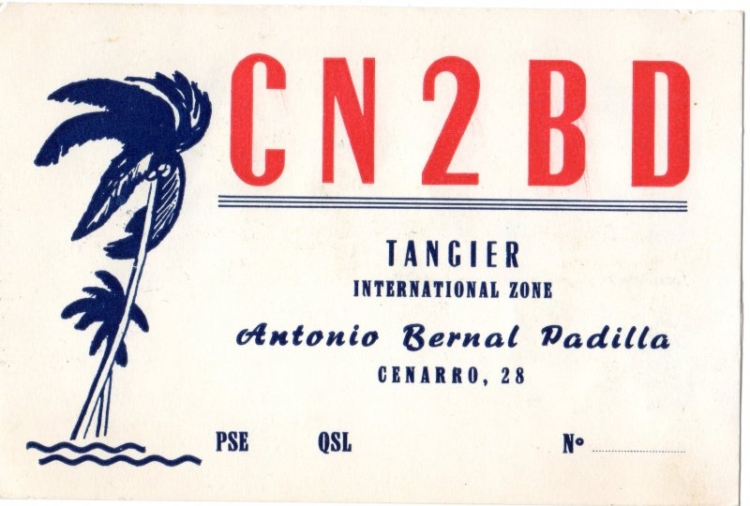 CN2BD
TANGIER
INTERNATIONAL ZONE
Antonio Bernal Padilla
CENARRO, 28
PSE QSL Nº